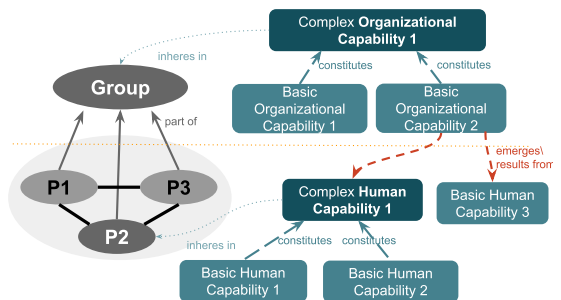 Complex Organizational
Capability 1
inheres in
constitutes
constitutes
Group
Basic
Organizational
Capability 1
Basic
Organizational
Capability 2
part of
emerges\
results from
P1
P3
P2
Complex Human
Capability 1
Basic Human
Capability 3
inheres in
constitutes
constitutes
Basic Human
Capability 1
Basic Human
Capability 2